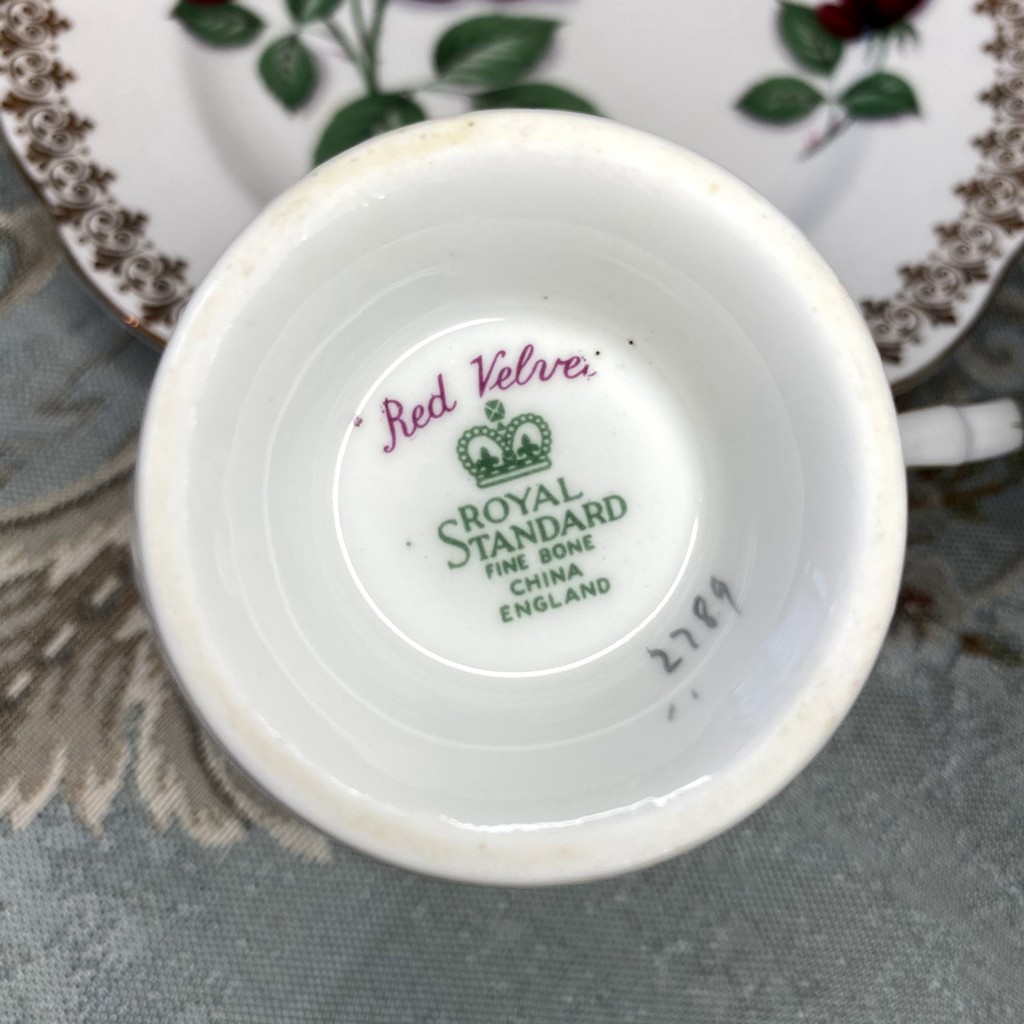 Red Velvet
ROYAL
STANDARD
FINE BONE
CHINA
ENGLAND
2789